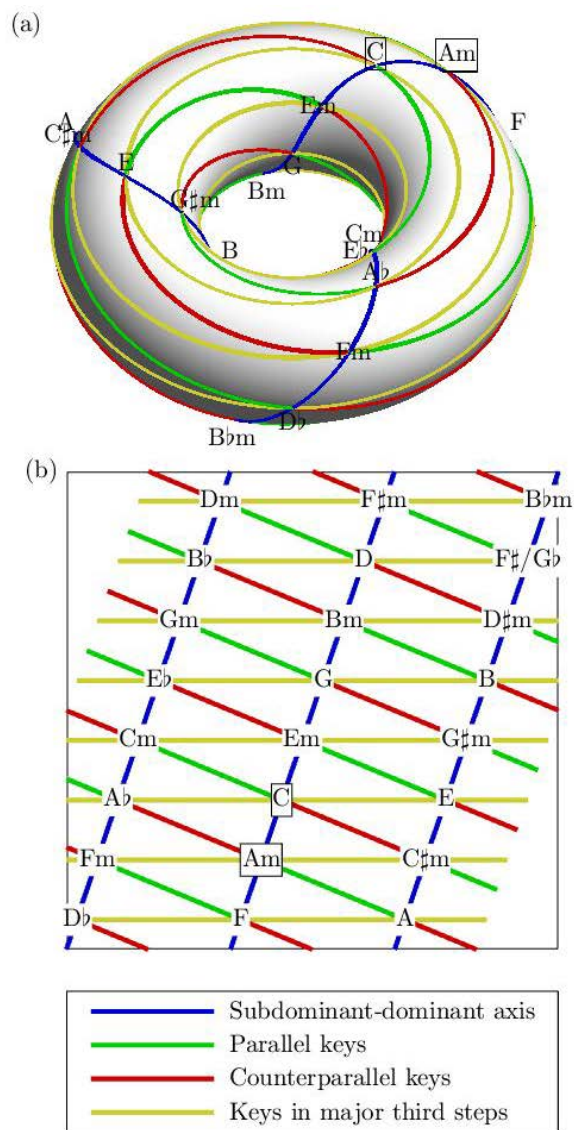 (a)
C Am
A Em F
C♯m
E G
G♯m Bm
Cm
B E♭
A♭
Fm
D♭
B♭m
(b)
Dm F♯m B♭m
B♭ D F♯/G♭
Gm Bm D♯m
E♭ G B
Cm Em G♯m
A♭ C E
Fm Am C♯m
D♭ F A
Subdominant-dominant axis
Parallel keys
Counterparallel keys
Keys in major third steps